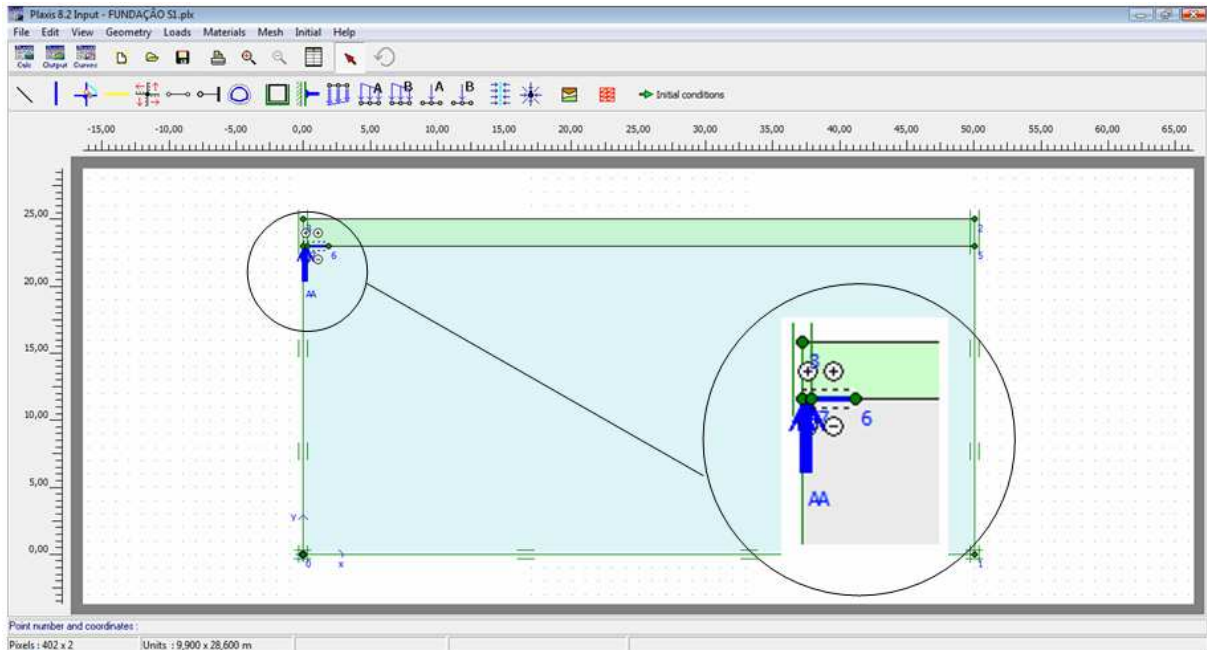 Plaxis 8.2 Input - FUNDAÇÃO S1.plx
File Edit View Geometry Loads Materials Mesh Initial Help
Calc Output Curves
A B A B Initial conditions
-15,00 -10,00 -5,00 0,00 5,00 10,00 15,00 20,00 25,00 30,00 35,00 40,00 45,00 50,00 55,00 60,00 65,00
25,00
2
6
5
20,00
AA
15,00
3
10,00
7 6
5,00
AA
Y
0,00
0 x 1
Point number and coordinates :
Pixels : 402 x 2 Units : 9,900 x 28,600 m